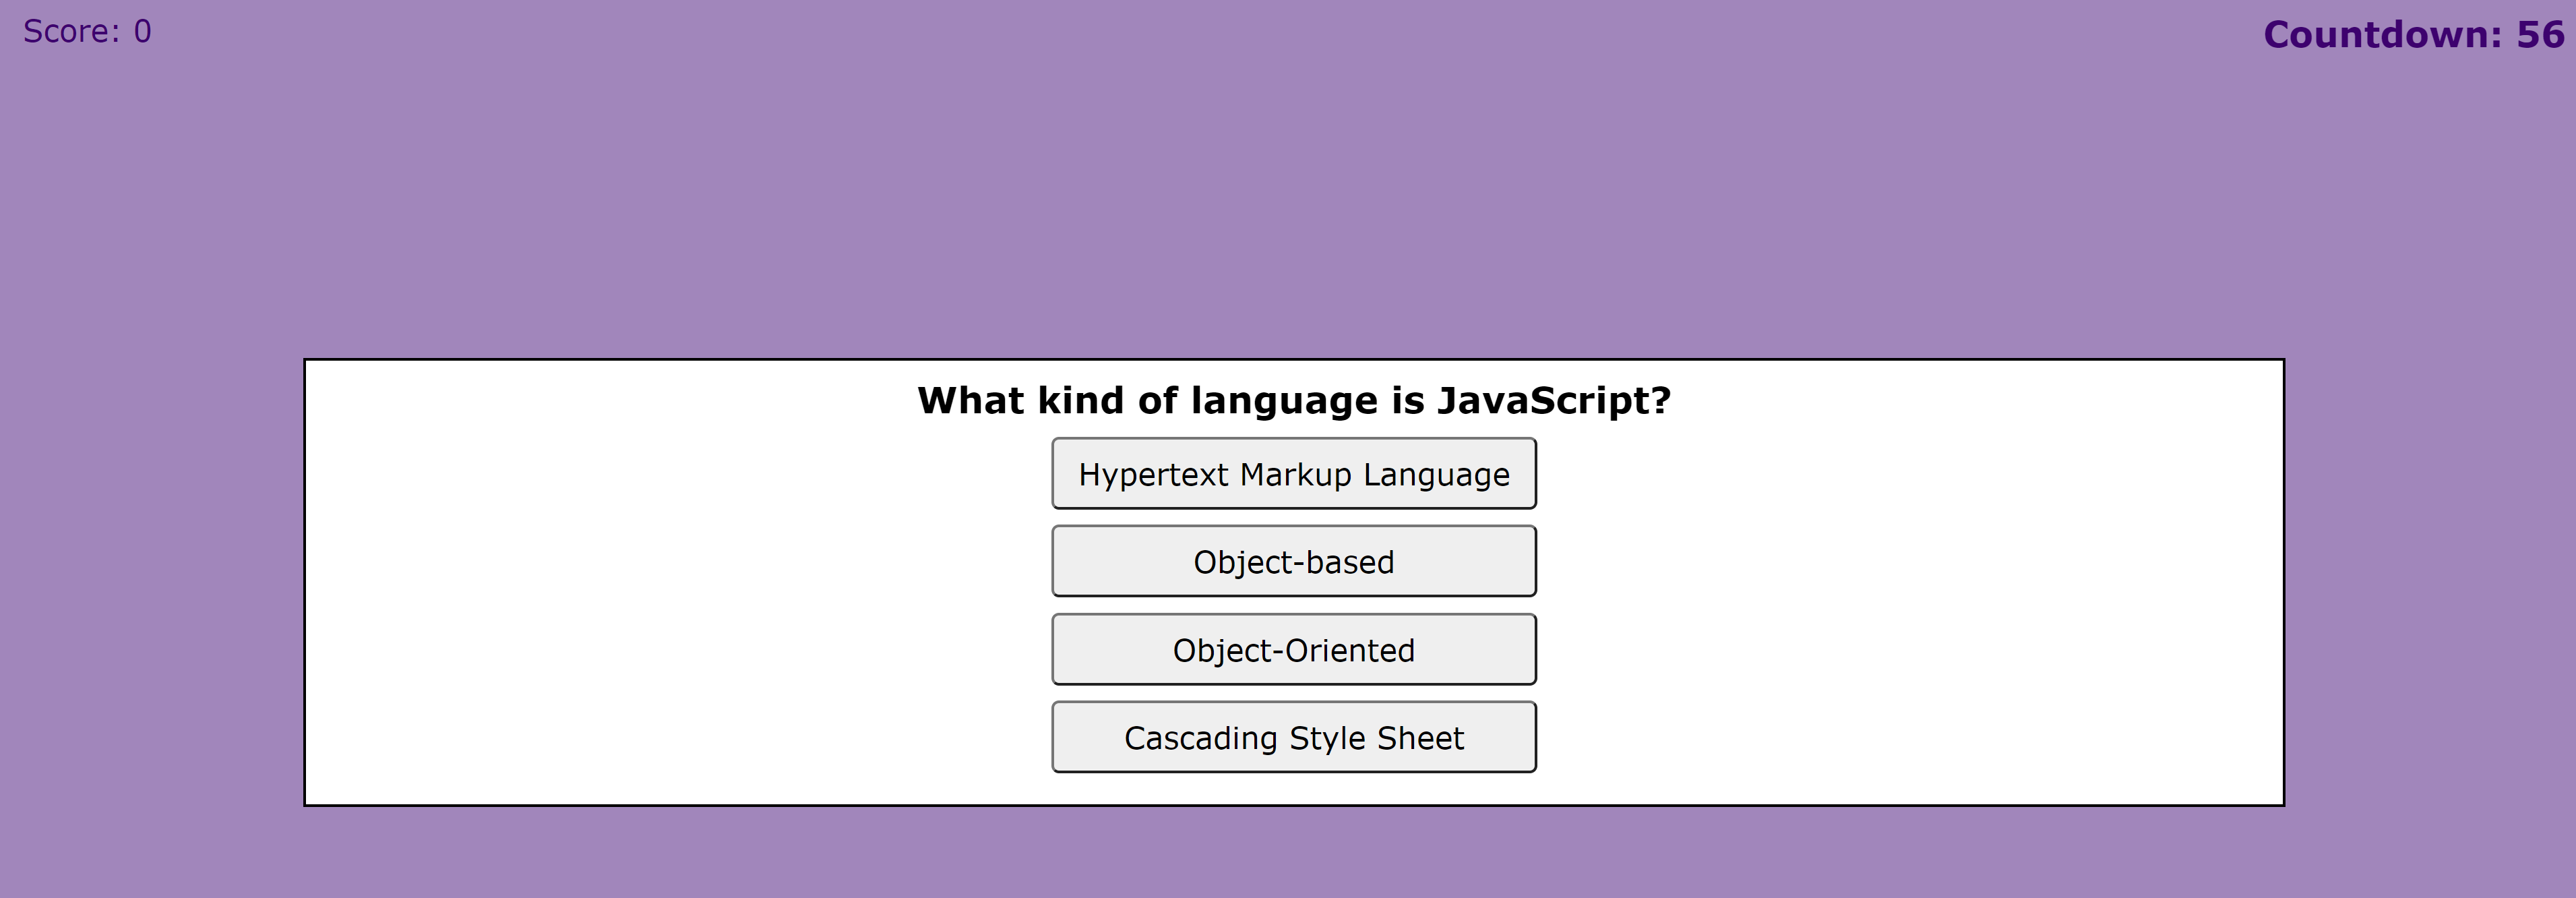 Score: 0
Countdown: 56
What kind of language is JavaScript?
Hypertext Markup Language
Object-based
Object-Oriented
Cascading Style Sheet